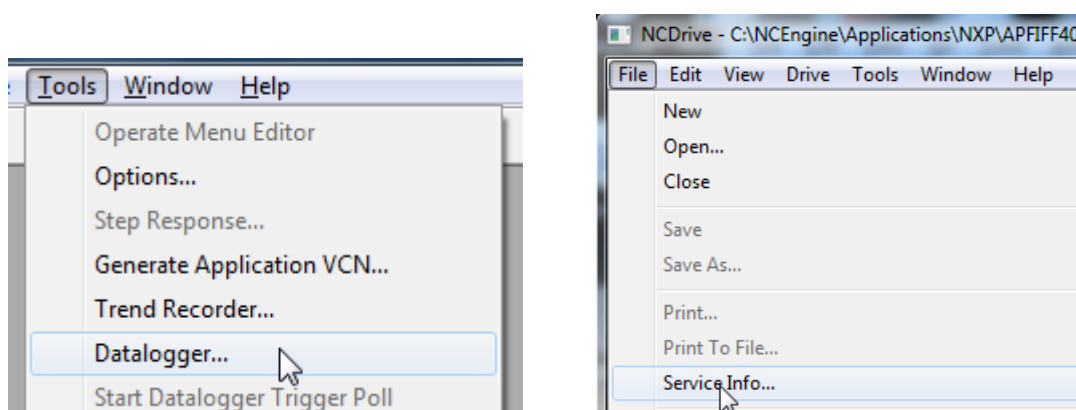 Tools Window Help
Operate Menu Editor
Options...
Step Response...
Generate Application VCN...
Trend Recorder...
Datalogger...
Start Datalogger Trigger Poll
NCDrive - C:\NCEngine\Applications\NXP\APFIFF40
File Edit View Drive Tools Window Help
New
Open...
Close
Save
Save As...
Print...
Print To File...
Service Info...